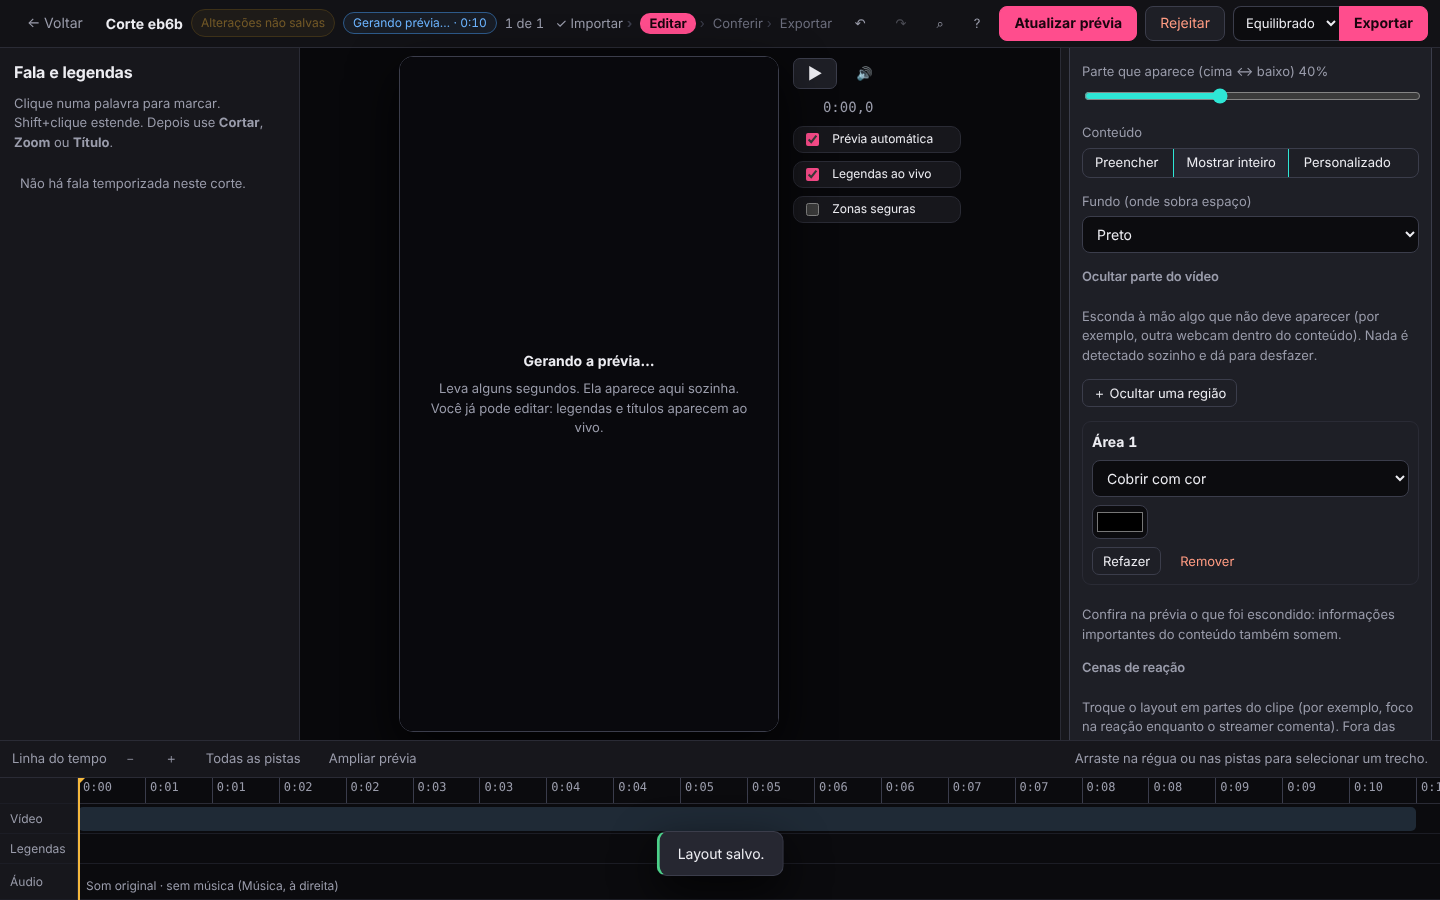 ← Voltar
Corte eb6b
Alterações não salvas
Gerando prévia... · 0:10
1 de 1
✓ Importar ›
Editar ›
Conferir ›
Exportar
?
Atualizar prévia
Rejeitar
Equilibrado
Exportar
Fala e legendas
Clique numa palavra para marcar.
Shift+clique estende. Depois use Cortar,
Zoom ou Título.
Não há fala temporizada neste corte.
Gerando a prévia...
Leva alguns segundos. Ela aparece aqui sozinha.
Você já pode editar: legendas e títulos aparecem ao
vivo.
0:00,0
Prévia automática
Legendas ao vivo
Zonas seguras
Parte que aparece (cima ↔ baixo) 40%
Conteúdo
Preencher
Mostrar inteiro
Personalizado
Fundo (onde sobra espaço)
Preto
Ocultar parte do vídeo
Esconda à mão algo que não deve aparecer (por
exemplo, outra webcam dentro do conteúdo). Nada é
detectado sozinho e dá para desfazer.
+ Ocultar uma região
Área 1
Cobrir com cor
Refazer
Remover
Confira na prévia o que foi escondido: informações
importantes do conteúdo também somem.
Cenas de reação
Troque o layout em partes do clipe (por exemplo, foco
na reação enquanto o streamer comenta). Fora das
Linha do tempo
−
+
Todas as pistas
Ampliar prévia
Arraste na régua ou nas pistas para selecionar um trecho.
0:00 0:01 0:01 0:02 0:02 0:03 0:03 0:04 0:04 0:05 0:05 0:06 0:06 0:07 0:07 0:08 0:08 0:09 0:09 0:10
Vídeo
Legendas
Layout salvo.
Áudio
Som original · sem música (Música, à direita)